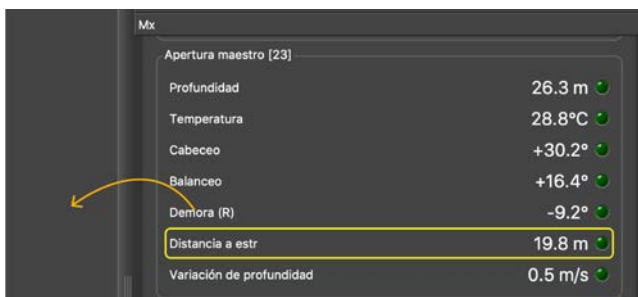 Mx
Apertura maestro [23]
Profundidad 26.3 m
Temperatura 28.8°C
Cabeceo +30.2°
Balanceo +16.4°
Demora (R) -9.2°
Distancia a estr 19.8 m
Variación de profundidad 0.5 m/s